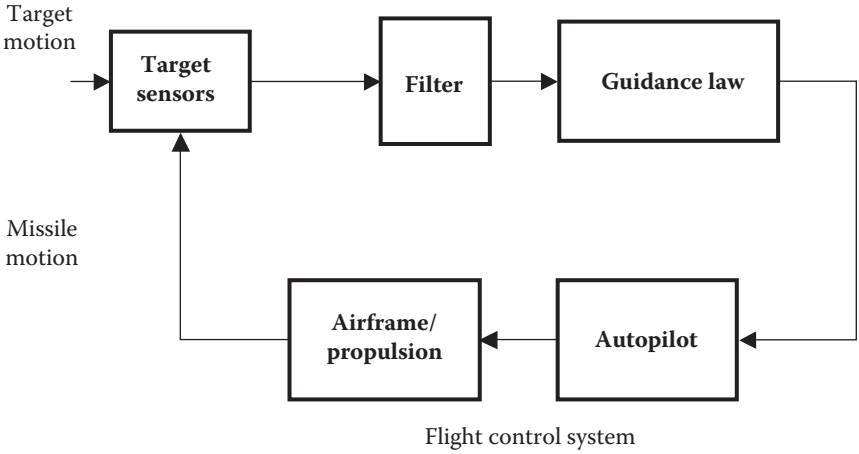 Target
motion
Target
sensors
Filter
Guidance law
Missile
motion
Airframe/
propulsion
Autopilot
Flight control system